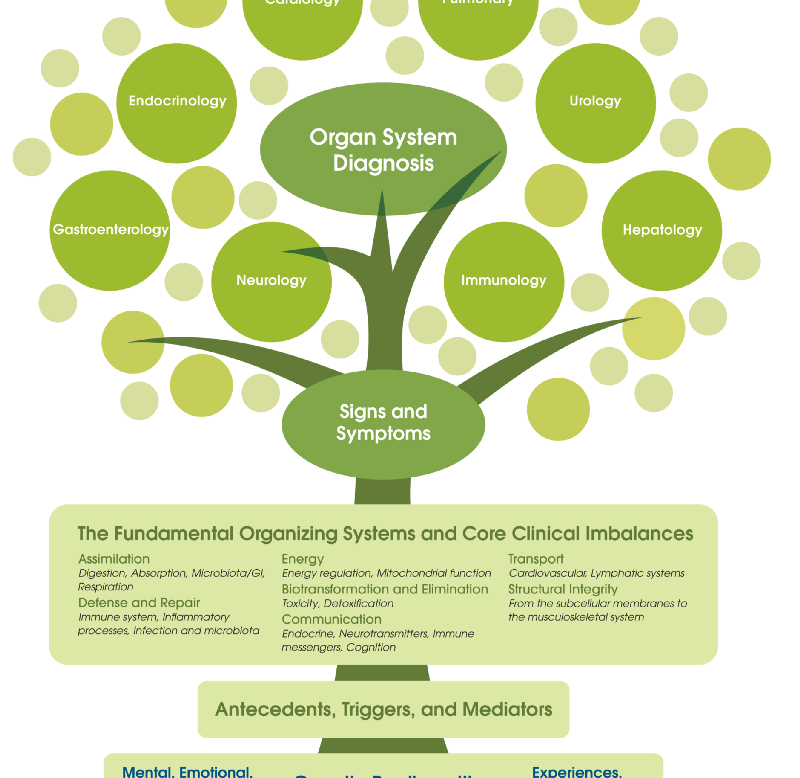 Cardiology
Pulmonary
Endocrinology
Urology
Organ System
Diagnosis
Gastroenterology
Hepatology
Neurology
Immunology
Signs and
Symptoms
The Fundamental Organizing Systems and Core Clinical Imbalances
Assimilation
Digestion, Absorption, Microbiota/GI,
Respiration
Defense and Repair
Immune system, Inflammatory
processes, Infection and microbiota
Energy
Energy regulation, Mitochondrial function
Biotransformation and Elimination
Toxicity, Detoxification
Communication
Endocrine, Neurotransmitters, Immune
messengers, Cognition
Transport
Cardiovascular, Lymphatic systems
Structural Integrity
From the subcellular membranes to
the musculoskeletal system
Antecedents, Triggers, and Mediators
Mental, Emotional,
Experiences,